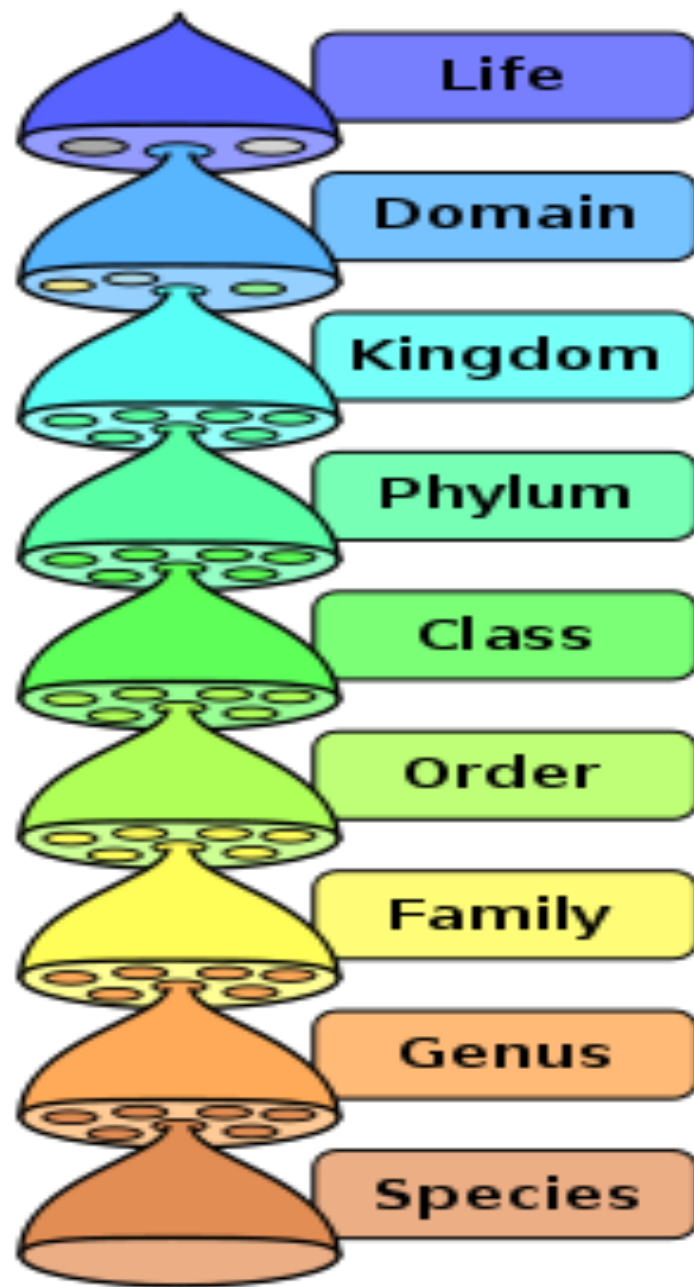 Life
Domain
Kingdom
Phylum
Class
Order
Family
Genus
Species